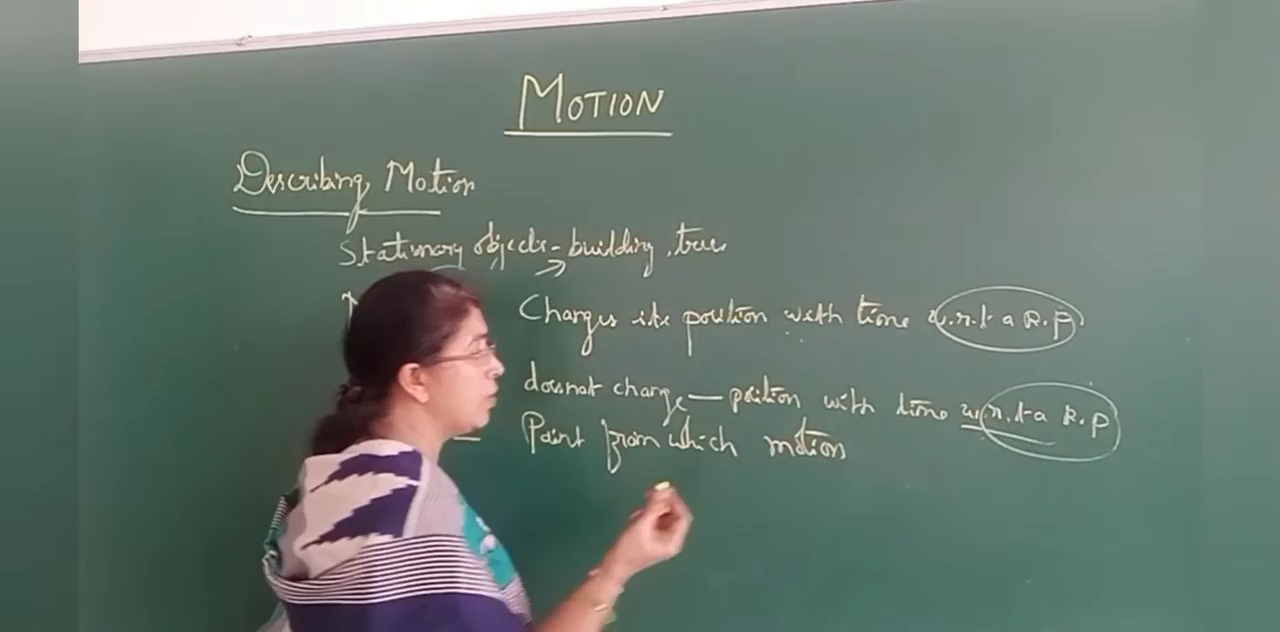 MOTION
Describing Motion
Stationary objects - building, trees
Changes its position with time w.r.t a R.P
does not change — position with time w.r.t a R.P
Point from which motion